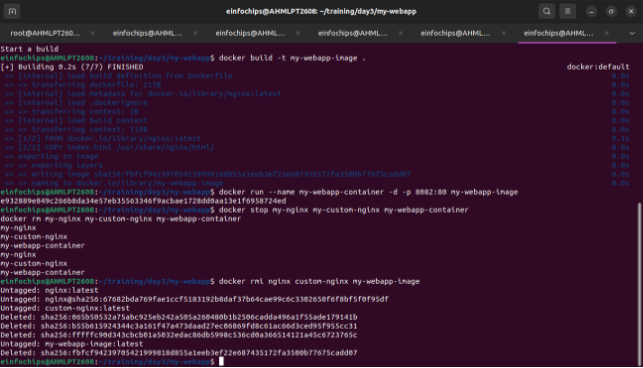 einfochips@AHMLPT2608: ~/training/day3/my-webapp
root@AHMLPT260... einfochips@AHML... einfochips@AHML... einfochips@AHML... einfochips@AHML... einfochips@AHML...
Start a build
einfochips@AHMLPT2608:~/training/day3/my-webapp$ docker build -t my-webapp-image .
[+] Building 0.2s (7/7) FINISHED docker:default
=> [internal] load build definition from Dockerfile 0.0s
=> => transferring dockerfile: 217B 0.0s
=> [internal] load metadata for docker.io/library/nginx:latest 0.0s
=> [internal] load .dockerignore 0.0s
=> => transferring context: 2B 0.0s
=> [internal] load build context 0.0s
=> => transferring context: 119B 0.0s
=> [1/2] FROM docker.io/library/nginx:latest 0.1s
=> [2/2] COPY index.html /usr/share/nginx/html/ 0.0s
=> exporting to image 0.0s
=> => exporting layers 0.0s
=> => writing image sha256:fbfcf94239705421999818d855a1eeb3ef22e687435172fa3500b77675cadd07 0.0s
=> => naming to docker.io/library/my-webapp-image 0.0s
einfochips@AHMLPT2608:~/training/day3/my-webapp$ docker run --name my-webapp-container -d -p 8082:80 my-webapp-image
e932889e849c266b8da34e57eb35563346f9acbae1728dd0aa13e1f6958724ed
einfochips@AHMLPT2608:~/training/day3/my-webapp$ docker stop my-nginx my-custom-nginx my-webapp-container
docker rm my-nginx my-custom-nginx my-webapp-container
my-nginx
my-custom-nginx
my-webapp-container
my-nginx
my-custom-nginx
my-webapp-container
einfochips@AHMLPT2608:~/training/day3/my-webapp$ docker rmi nginx custom-nginx my-webapp-image
Untagged: nginx:latest
Untagged: nginx@sha256:67682bda769fae1ccf5183192b8daf37b64cae99c6c3302650f6f8bf5f0f95df
Untagged: custom-nginx:latest
Deleted: sha256:065b50532a75abc925eb242a505a260480b1b2506cadda496a1f55ade179141b
Deleted: sha256:b55b615924344c3a161f47a473daad27ec06869fd8c61ac66d3ced95f955cc31
Deleted: sha256:fffffc90d343cbcb01a5032edac86db5998c536cd0a366514121a45c6723765c
Untagged: my-webapp-image:latest
Deleted: sha256:fbfcf94239705421999818d855a1eeb3ef22e687435172fa3500b77675cadd07
einfochips@AHMLPT2608:~/training/day3/my-webapp$